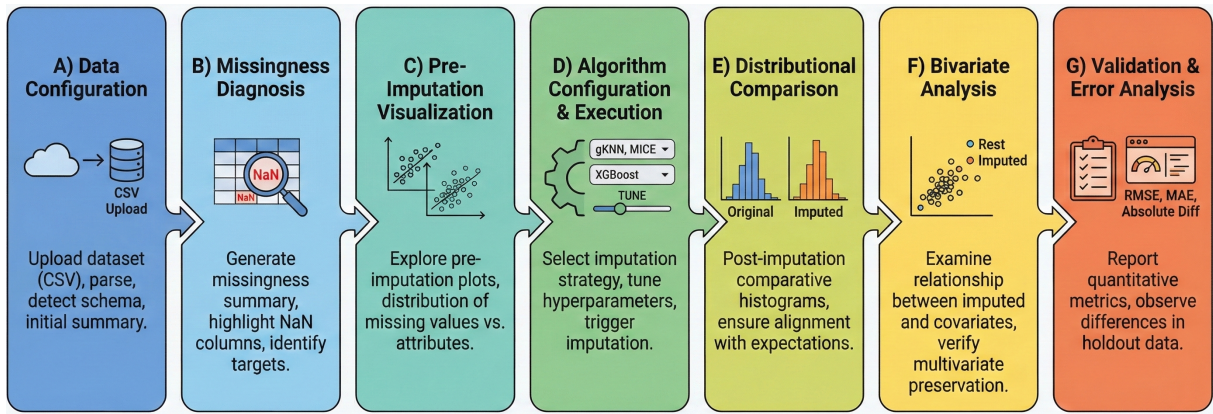 A) Data
Configuration
CSV
Upload
Upload dataset
(CSV), parse,
detect schema,
initial summary.
B) Missingness
Diagnosis
NaN
NaN
Generate
missingness
summary,
highlight NaN
columns, identify
targets.
C) Pre-
Imputation
Visualization
Explore pre-
imputation plots,
distribution of
missing values vs.
attributes.
D) Algorithm
Configuration
& Execution
gKNN, MICE
XGBoost
TUNE
Select imputation
strategy, tune
hyperparameters,
trigger
imputation.
E) Distributional
Comparison
Original
Imputed
Post-imputation
comparative
histograms,
ensure alignment
with expectations.
F) Bivariate
Analysis
Rest
Imputed
Examine
relationship
between imputed
and covariates,
verify
multivariate
preservation.
G) Validation &
Error Analysis
RMSE, MAE,
Absolute Diff
Report
quantitative
metrics, observe
differences in
holdout data.